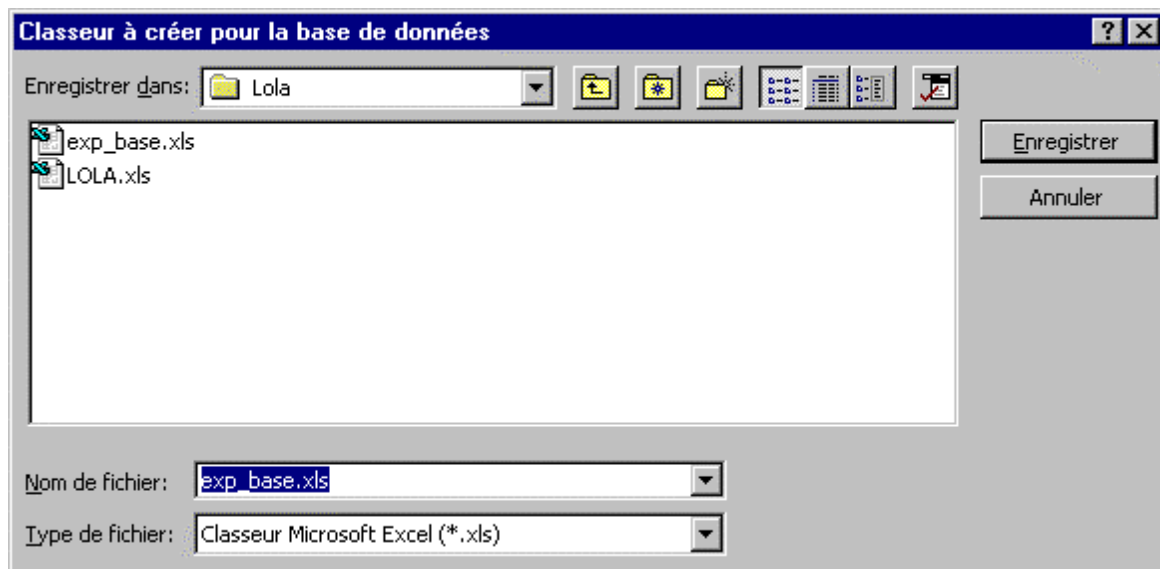 Classeur à créer pour la base de données
Enregistrer dans: Lola
exp_base.xls
LOLA.xls
Enregistrer
Annuler
Nom de fichier: exp_base.xls
Type de fichier: Classeur Microsoft Excel (*.xls)